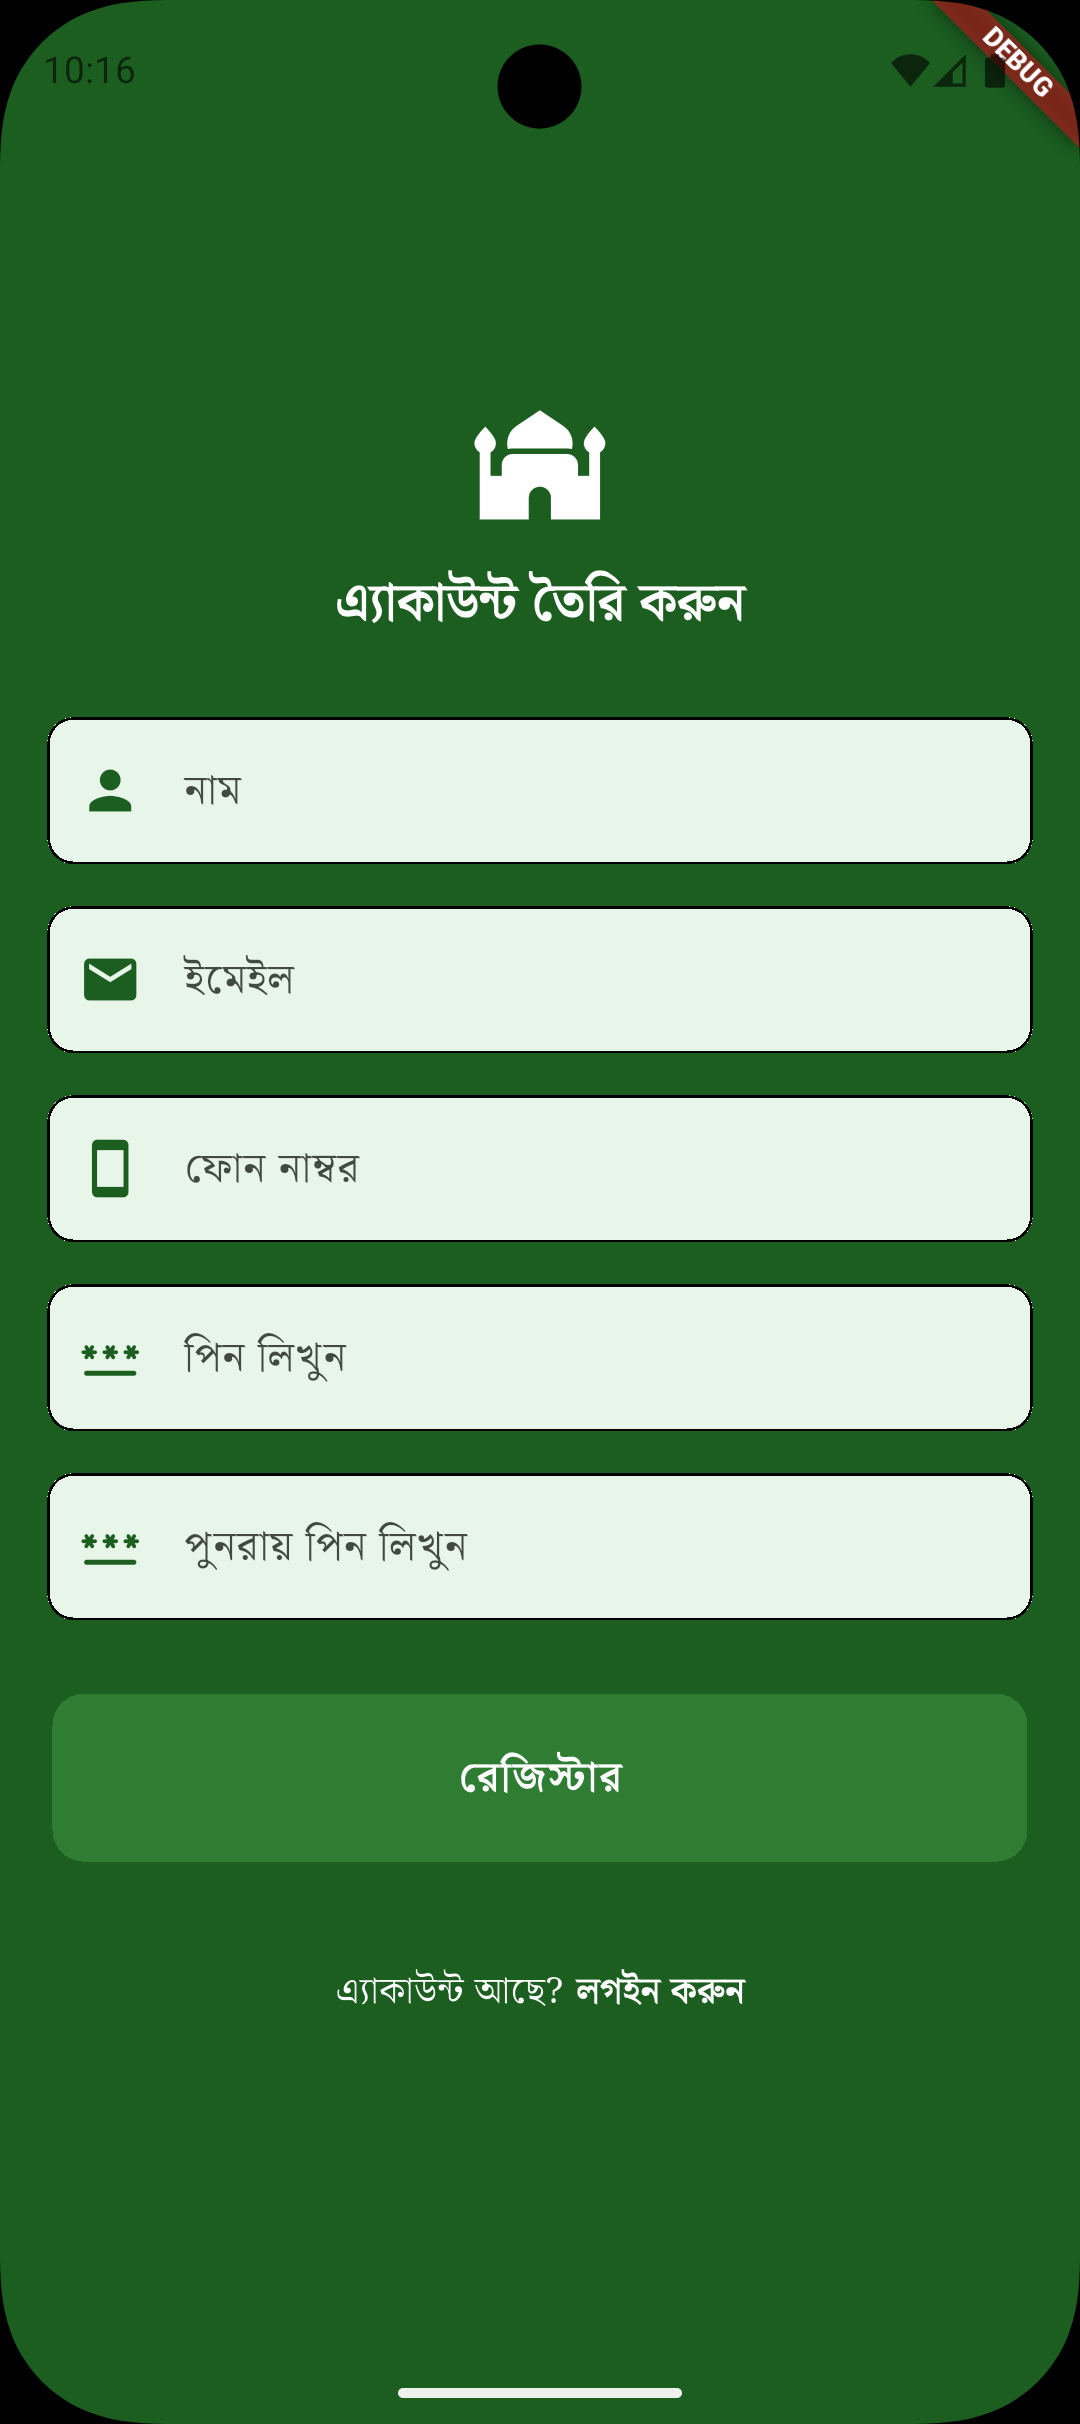 10:16
DEBUG
এ্যাকাউন্ট তৈরি করুন
নাম
ইমেইল
ফোন নাম্বর
পিন লিখুন
পুনরায় পিন লিখুন
রেজিস্টার
এ্যাকাউন্ট আছে? লগইন করুন